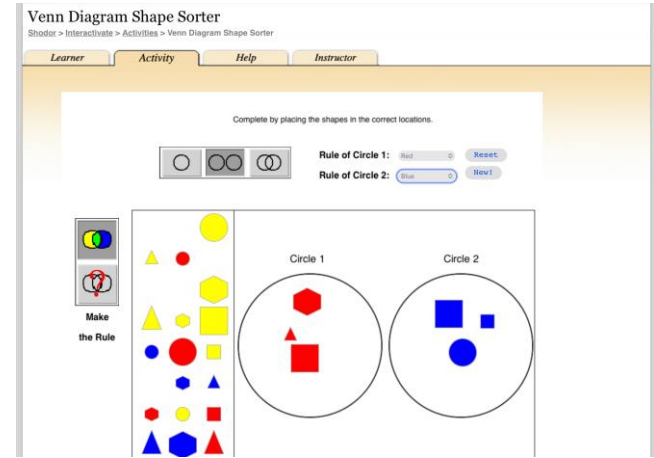 Venn Diagram Shape Sorter
Shodor > Interactivate > Activities > Venn Diagram Shape Sorter
Learner
Activity
Help
Instructor
Complete by placing the shapes in the correct locations.
Rule of Circle 1: Red Reset
Rule of Circle 2: Blue New!
Circle 1
Circle 2
Make
the Rule